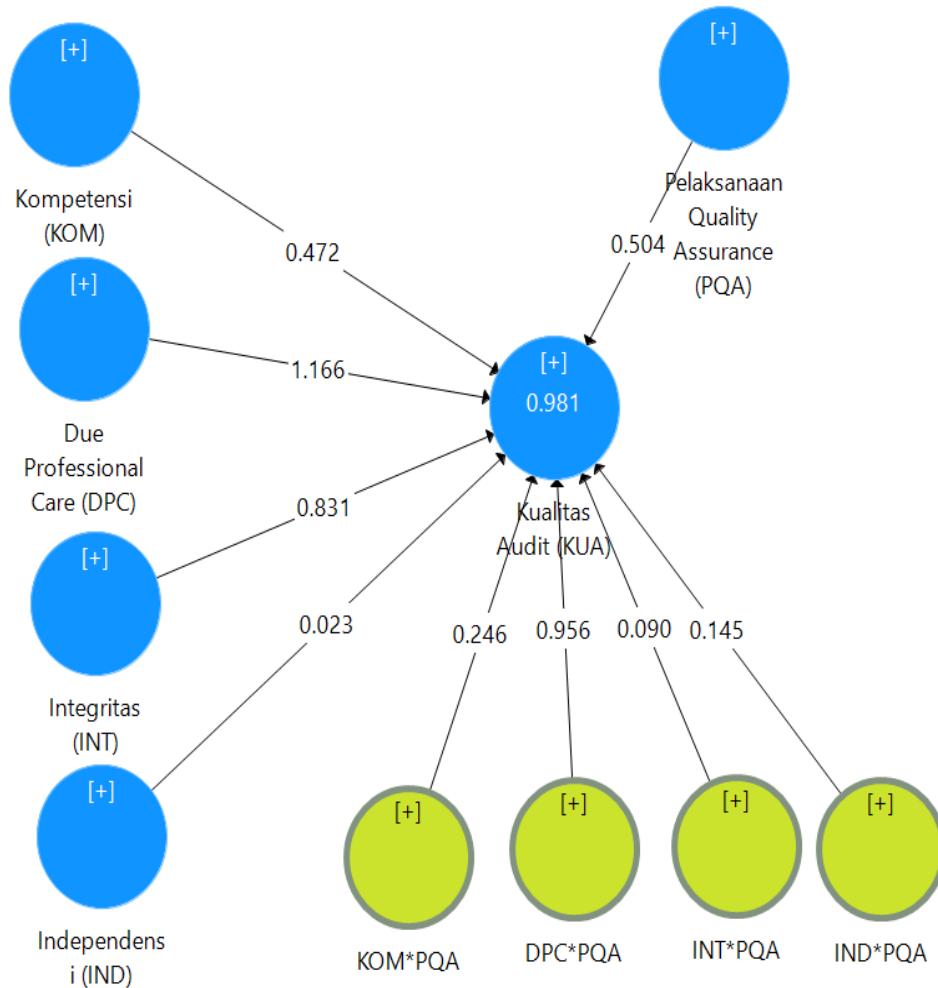 [+]
Kompetensi
(KOM)
[+]
Pelaksanaan
Quality
Assurance
(PQA)
0.472
0.504
[+]
Due
Professional
Care (DPC)
1.166
[+]
0.981
Kualitas
Audit (KUA)
[+]
Integritas
(INT)
0.831
[+]
Independens
i (IND)
0.023
0.246
0.956
0.090
0.145
[+]
KOM*PQA
[+]
DPC*PQA
[+]
INT*PQA
[+]
IND*PQA